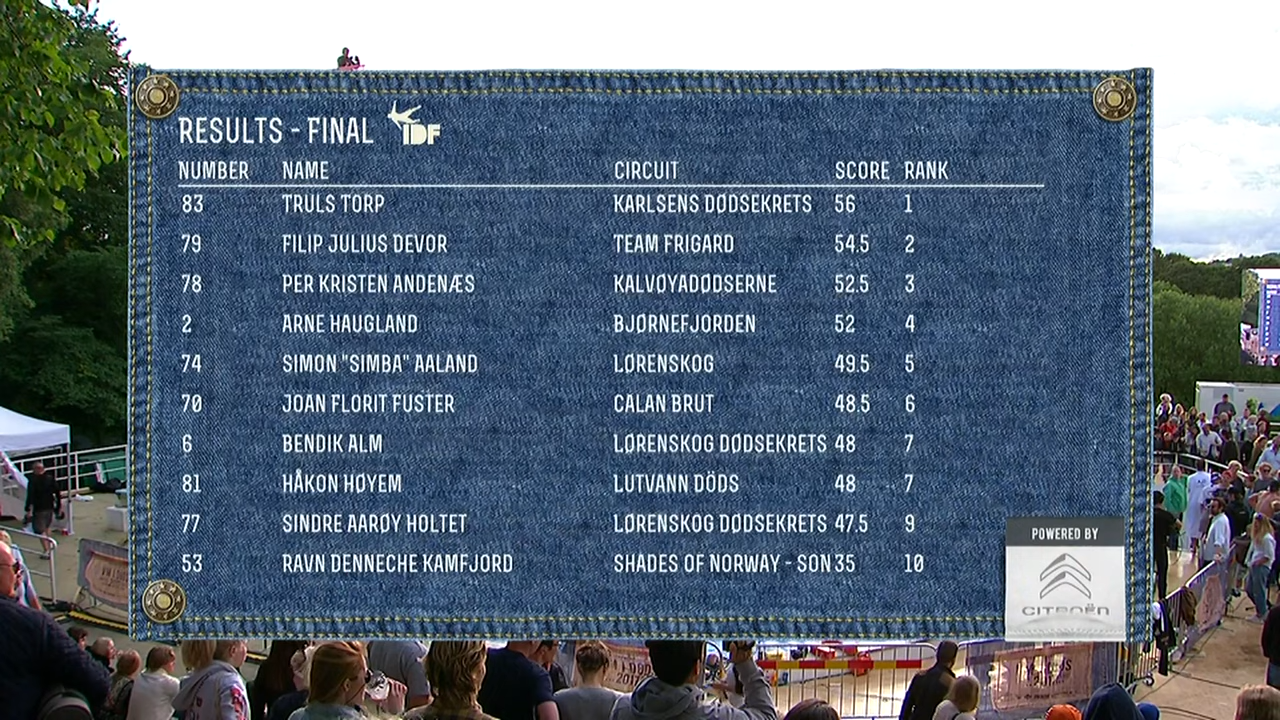 RESULTS - FINAL IDF
NUMBER NAME CIRCUIT SCORE RANK
83 TRULS TORP KARLSENS DØDSEKRETS 56 1
79 FILIP JULIUS DEVOR TEAM FRIGARD 54.5 2
78 PER KRISTEN ANDENÆS KALVØYADØDSERNE 52.5 3
2 ARNE HAUGLAND BJØRNEFJORDEN 52 4
74 SIMON "SIMBA" AALAND LØRENSKOG 49.5 5
70 JOAN FLORIT FUSTER CALAN BRUT 48.5 6
6 BENDIK ALM LØRENSKOG DØDSEKRETS 48 7
81 HÅKON HØYEM LUTVANN DÖDS 48 7
77 SINDRE AARØY HOLTET LØRENSKOG DØDSEKRETS 47.5 9
53 RAVN DENNECHE KAMFJORD SHADES OF NORWAY - SON 35 10
POWERED BY
CITROËN